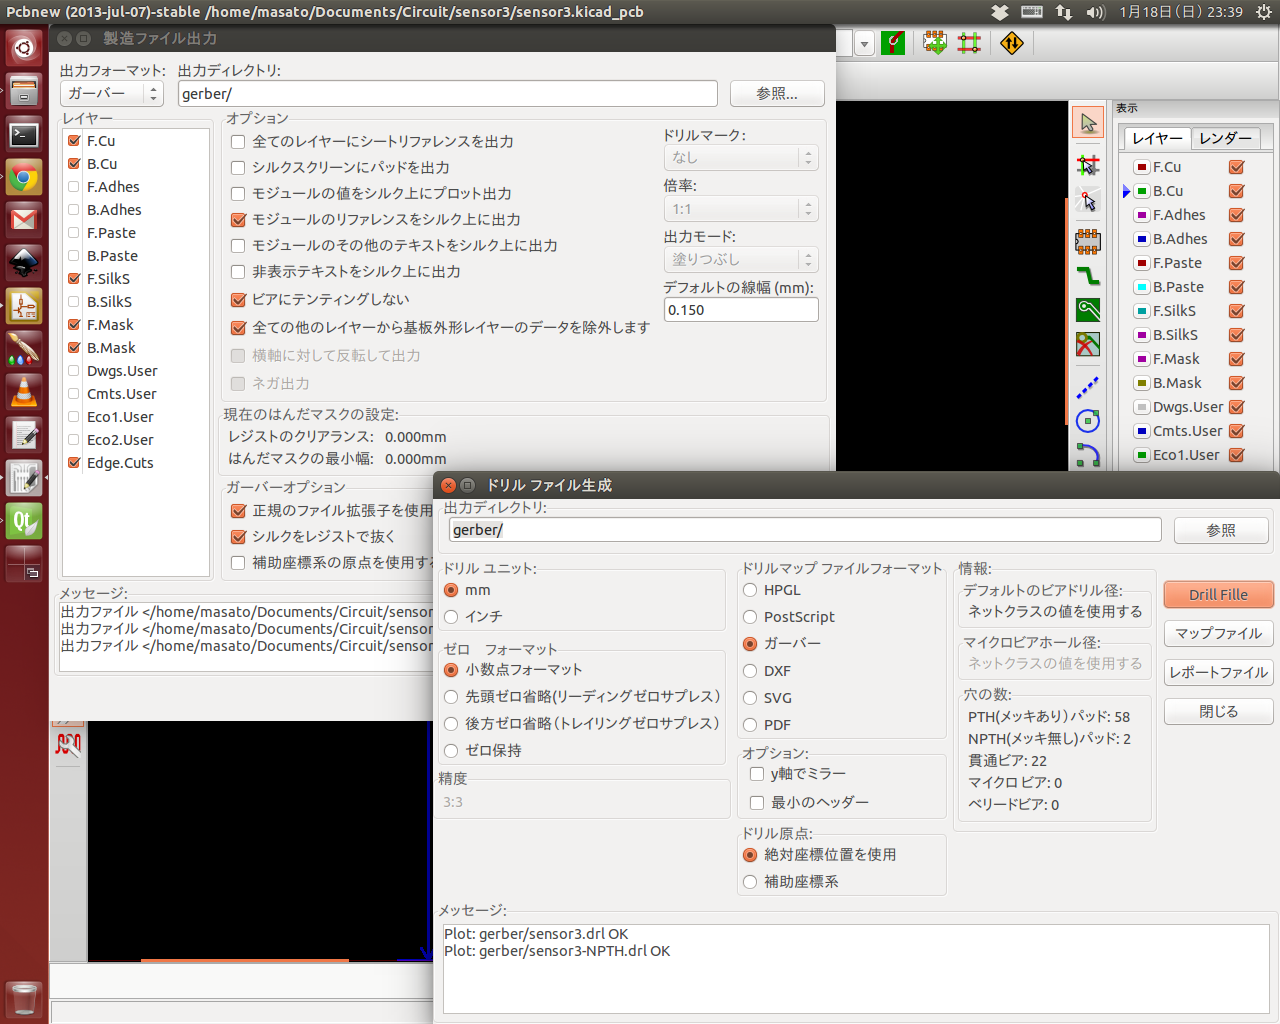 Pcbnew (2013-jul-07)-stable /home/masato/Documents/Circuit/sensor3/sensor3.kicad_pcb
1月18日(日) 23:39
製造ファイル出力
出力フォーマット:
出力ディレクトリ:
ガーバー
gerber/
参照...
レイヤー
F.Cu
B.Cu
F.Adhes
B.Adhes
F.Paste
B.Paste
F.SilkS
B.SilkS
F.Mask
B.Mask
Dwgs.User
Cmts.User
Eco1.User
Eco2.User
Edge.Cuts
オプション
全てのレイヤーにシートリファレンスを出力
シルクスクリーンにパッドを出力
モジュールの値をシルク上にプロット出力
モジュールのリファレンスをシルク上に出力
モジュールのその他のテキストをシルク上に出力
非表示テキストをシルク上に出力
ビアにテンティングしない
全ての他のレイヤーから基板外形レイヤーのデータを除外します
横軸に対して反転して出力
ネガ出力
ドリルマーク:
なし
倍率:
1:1
出力モード:
塗りつぶし
デフォルトの線幅 (mm):
0.150
現在のはんだマスクの設定:
レジストのクリアランス: 0.000mm
はんだマスクの最小幅: 0.000mm
ガーバーオプション
正規のファイル拡張子を使用
シルクをレジストで抜く
補助座標系の原点を使用する
メッセージ:
出力ファイル </home/masato/Documents/Circuit/sensor
出力ファイル </home/masato/Documents/Circuit/sensor
出力ファイル </home/masato/Documents/Circuit/sensor
表示
レイヤー
レンダー
F.Cu
B.Cu
F.Adhes
B.Adhes
F.Paste
B.Paste
F.SilkS
B.SilkS
F.Mask
B.Mask
Dwgs.User
Cmts.User
Eco1.User
ドリル ファイル生成
出力ディレクトリ:
gerber/
参照
ドリル ユニット:
mm
インチ
ゼロ　フォーマット
小数点フォーマット
先頭ゼロ省略(リーディングゼロサプレス)
後方ゼロ省略(トレイリングゼロサプレス)
ゼロ保持
精度
3:3
ドリルマップ ファイルフォーマット
HPGL
PostScript
ガーバー
DXF
SVG
PDF
オプション:
y軸でミラー
最小のヘッダー
ドリル原点:
絶対座標位置を使用
補助座標系
情報:
デフォルトのビアドリル径:
ネットクラスの値を使用する
マイクロビアホール径:
ネットクラスの値を使用する
穴の数:
PTH(メッキあり）パッド: 58
NPTH(メッキ無し)パッド: 2
貫通ビア: 22
マイクロ ビア: 0
ベリードビア: 0
Drill Fille
マップファイル
レポートファイル
閉じる
メッセージ:
Plot: gerber/sensor3.drl OK
Plot: gerber/sensor3-NPTH.drl OK